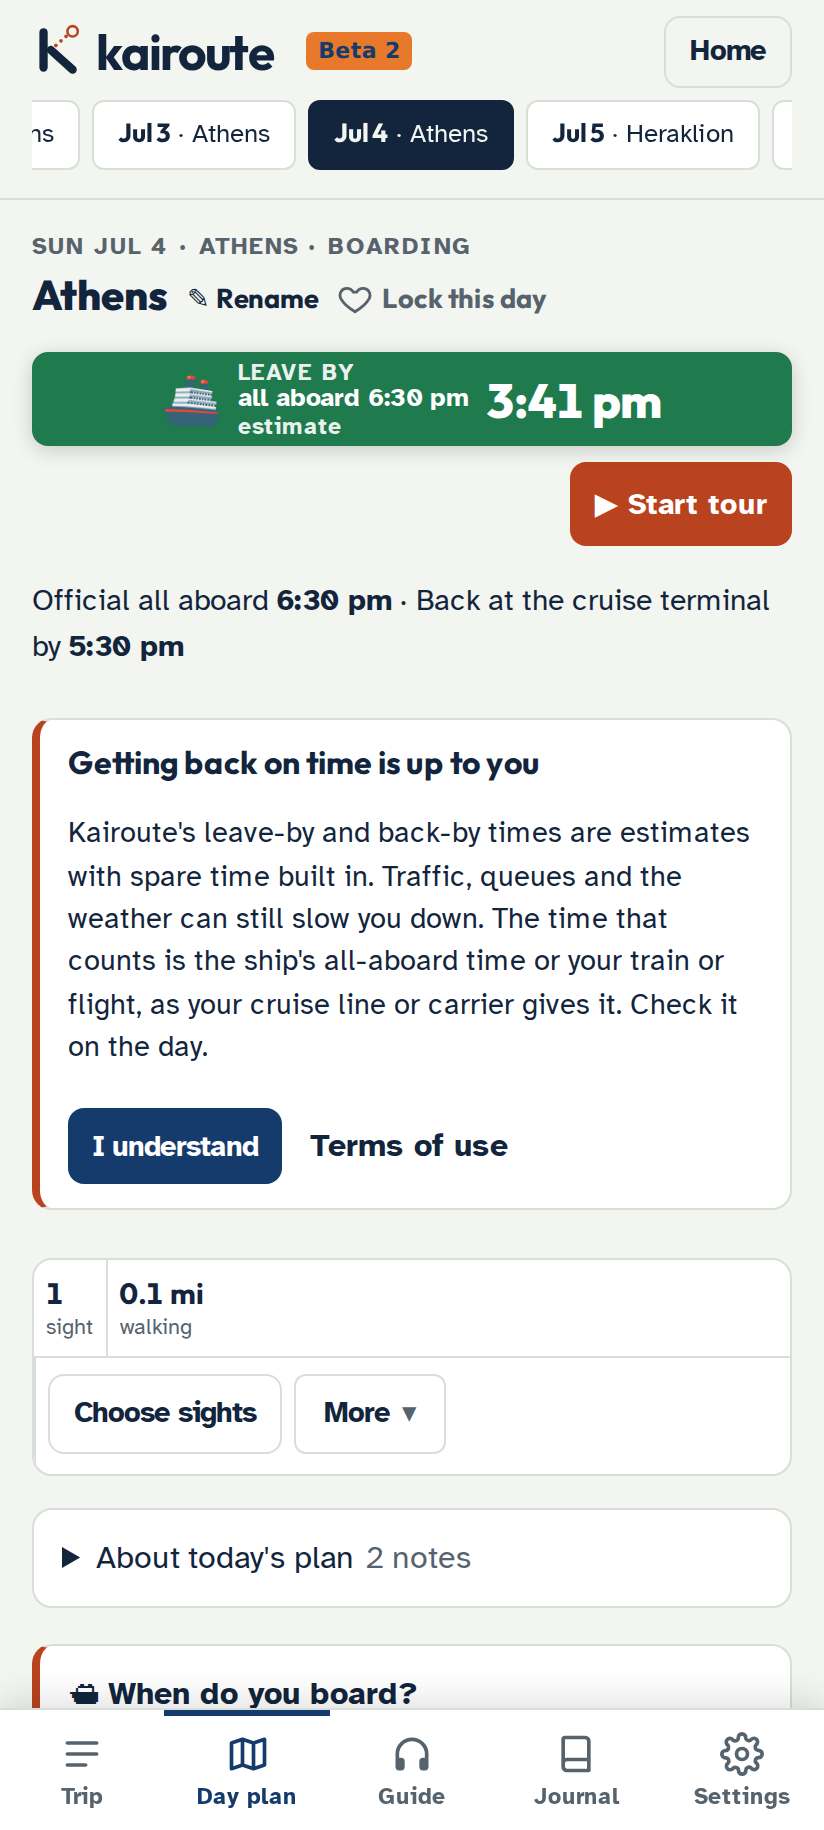 kairoute
Beta 2
Home
ns
Jul 3 · Athens
Jul 4 · Athens
Jul 5 · Heraklion
SUN JUL 4 · ATHENS · BOARDING
Athens
✎ Rename
Lock this day
LEAVE BY
all aboard 6:30 pm
estimate
3:41 pm
▶ Start tour
Official all aboard 6:30 pm · Back at the cruise terminal
by 5:30 pm
Getting back on time is up to you
Kairoute's leave-by and back-by times are estimates
with spare time built in. Traffic, queues and the
weather can still slow you down. The time that
counts is the ship's all-aboard time or your train or
flight, as your cruise line or carrier gives it. Check it
on the day.
I understand
Terms of use
1
sight
0.1 mi
walking
Choose sights
More ▼
▶ About today's plan 2 notes
When do you board?
Trip
Day plan
Guide
Journal
Settings